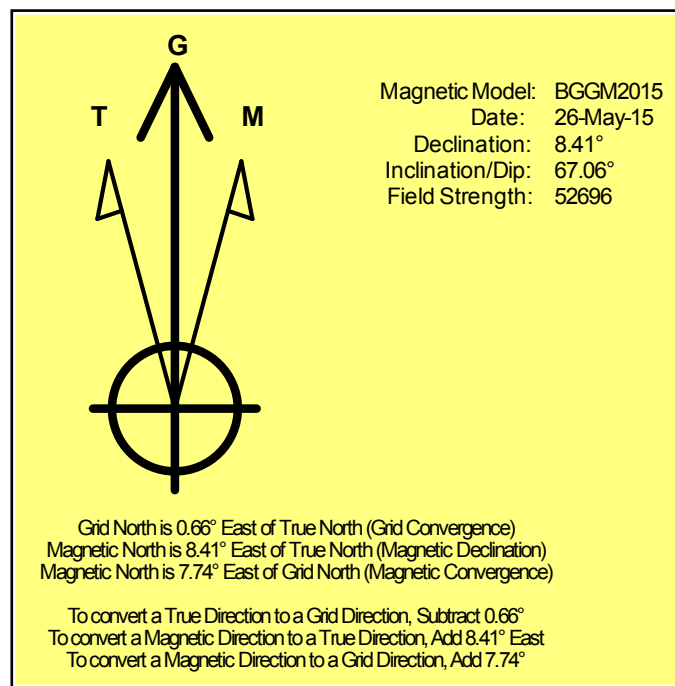 G
T M
Magnetic Model: BGGM2015
Date: 26-May-15
Declination: 8.41°
Inclination/Dip: 67.06°
Field Strength: 52696
Grid North is 0.66° East of True North (Grid Convergence)
Magnetic North is 8.41° East of True North (Magnetic Declination)
Magnetic North is 7.74° East of Grid North (Magnetic Convergence)
To convert a True Direction to a Grid Direction, Subtract 0.66°
To convert a Magnetic Direction to a True Direction, Add 8.41° East
To convert a Magnetic Direction to a Grid Direction, Add 7.74°